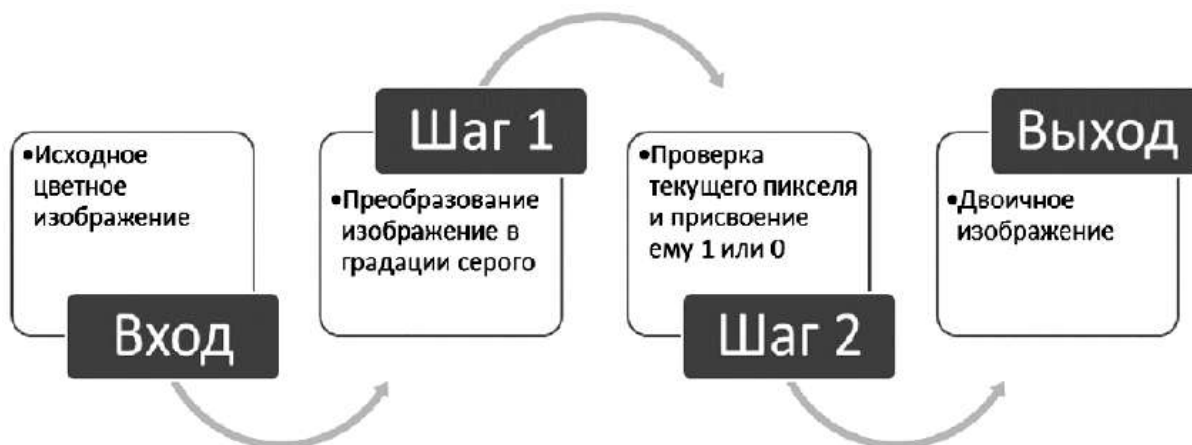 •Исходное
цветное
изображение
Вход
Шаг 1
•Преобразование
изображение в
градации серого
•Проверка
текущего пикселя
и присвоение
ему 1 или 0
Шаг 2
Выход
•Двоичное
изображение